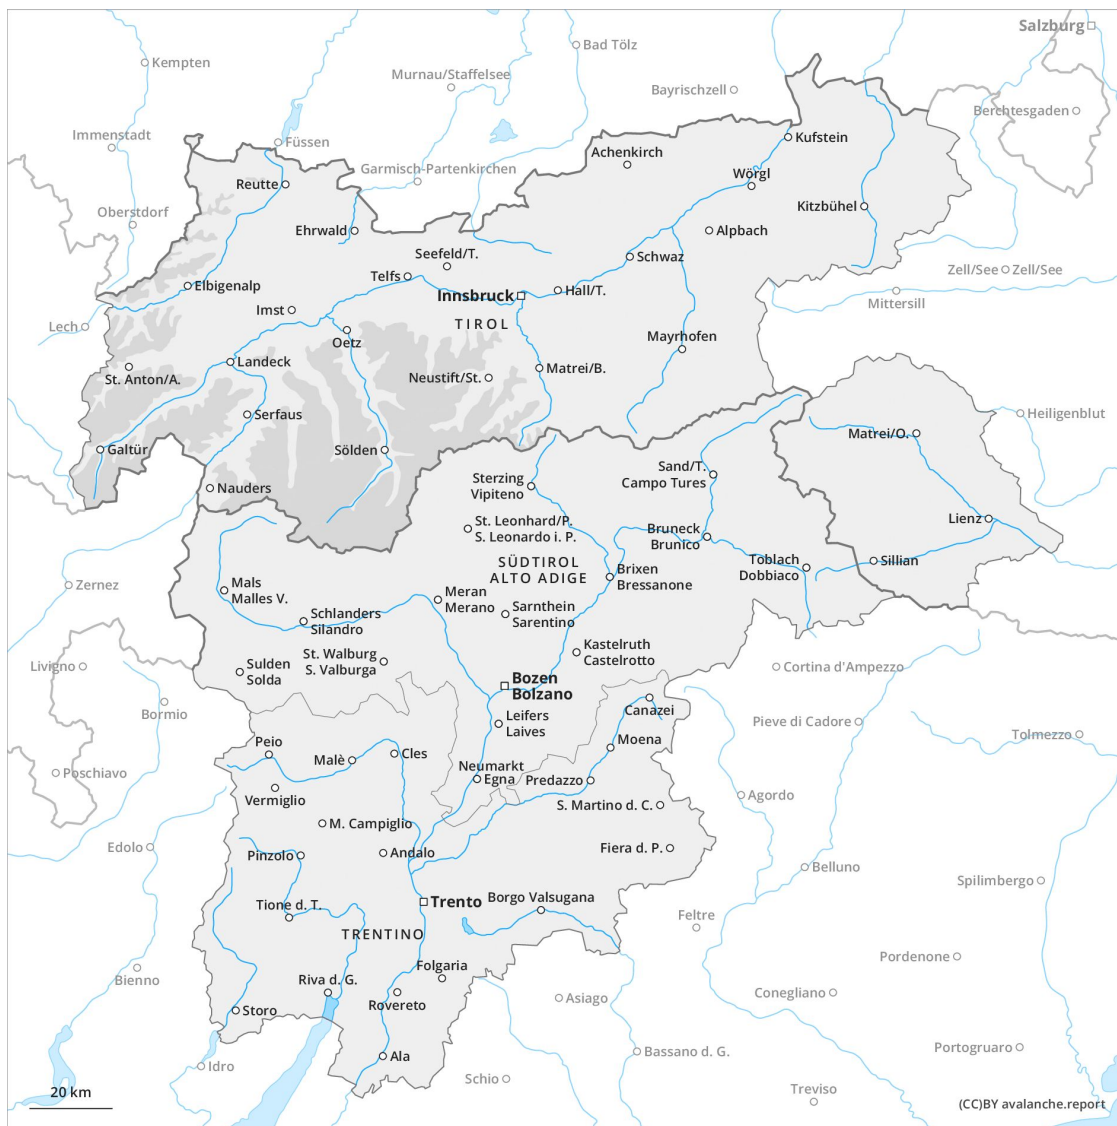 Salzburg
Bad Tölz
Kempten
Murnau/Staffelsee
Bayrischzell
Berchtesgaden
Immenstadt
Füssen
Kufstein
Achenkirch
Garmisch-Partenkirchen
Wörgl
Reutte
Kitzbühel
Oberstdorf
Ehrwald
Alpbach
Seefeld/T.
Schwaz
Zell/See
Zell/See
Telfs
Elbigenalp
Hall/T.
Innsbruck
Mittersill
Imst
TIROL
Lech
Oetz
Mayrhofen
Landeck
Matrei/B.
St. Anton/A.
Neustift/St.
Serfaus
Heiligenblut
Matrei/O.
Galtür
Sölden
Sand/T.
Campo Tures
Sterzing
Vipiteno
Nauders
Lienz
St. Leonhard/P.
S. Leonardo i. P.
Bruneck
Brunico
SÜDTIROL
ALTO ADIGE
Toblach
Dobbiaco
Sillian
Brixen
Bressanone
Zernez
Mals
Malles V.
Meran
Merano
Schlanders
Silandro
Sarnthein
Sarentino
Kastelruth
Castelrotto
St. Walburg
S. Valburga
Livigno
Sulden
Solda
Cortina d'Ampezzo
Bozen
Bolzano
Canazei
Bormio
Leifers
Laives
Pieve di Cadore
Tolmezzo
Moena
Peio
Cles
Malè
Poschiavo
Neumarkt
Egna
Predazzo
Vermiglio
Agordo
S. Martino d. C.
M. Campiglio
Edolo
Fiera d. P.
Pinzolo
Andalo
Belluno
Spilimbergo
Borgo Valsugana
Trento
Tione d. T.
Feltre
TRENTINO
Pordenone
Folgaria
Bienno
Riva d. G.
Conegliano
Asiago
Rovereto
Storo
Portogruaro
Bassano d. G.
Ala
Idro
Schio
Treviso
20 km
(CC)BY avalanche.report